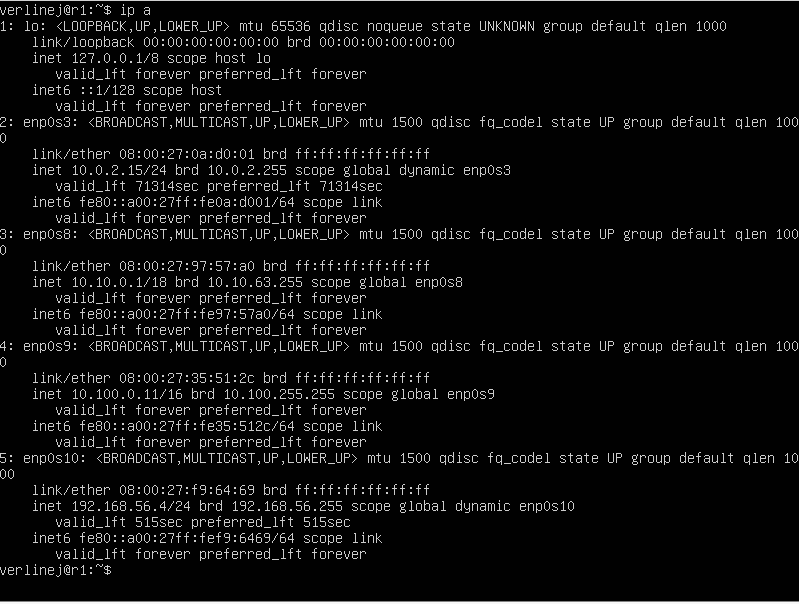 verlinej@r1:~$ ip a
1: lo: <LOOPBACK,UP,LOWER_UP> mtu 65536 qdisc noqueue state UNKNOWN group default qlen 1000
    link/loopback 00:00:00:00:00:00 brd 00:00:00:00:00:00
    inet 127.0.0.1/8 scope host lo
       valid_lft forever preferred_lft forever
    inet6 ::1/128 scope host
       valid_lft forever preferred_lft forever
2: enp0s3: <BROADCAST,MULTICAST,UP,LOWER_UP> mtu 1500 qdisc fq_codel state UP group default qlen 100
0
    link/ether 08:00:27:0a:d0:01 brd ff:ff:ff:ff:ff:ff
    inet 10.0.2.15/24 brd 10.0.2.255 scope global dynamic enp0s3
       valid_lft 71314sec preferred_lft 71314sec
    inet6 fe80::a00:27ff:fe0a:d001/64 scope link
       valid_lft forever preferred_lft forever
3: enp0s8: <BROADCAST,MULTICAST,UP,LOWER_UP> mtu 1500 qdisc fq_codel state UP group default qlen 100
0
    link/ether 08:00:27:97:57:a0 brd ff:ff:ff:ff:ff:ff
    inet 10.10.0.1/18 brd 10.10.63.255 scope global enp0s8
       valid_lft forever preferred_lft forever
    inet6 fe80::a00:27ff:fe97:57a0/64 scope link
       valid_lft forever preferred_lft forever
4: enp0s9: <BROADCAST,MULTICAST,UP,LOWER_UP> mtu 1500 qdisc fq_codel state UP group default qlen 100
0
    link/ether 08:00:27:35:51:2c brd ff:ff:ff:ff:ff:ff
    inet 10.100.0.11/16 brd 10.100.255.255 scope global enp0s9
       valid_lft forever preferred_lft forever
    inet6 fe80::a00:27ff:fe35:512c/64 scope link
       valid_lft forever preferred_lft forever
5: enp0s10: <BROADCAST,MULTICAST,UP,LOWER_UP> mtu 1500 qdisc fq_codel state UP group default qlen 10
00
    link/ether 08:00:27:f9:64:69 brd ff:ff:ff:ff:ff:ff
    inet 192.168.56.4/24 brd 192.168.56.255 scope global dynamic enp0s10
       valid_lft 515sec preferred_lft 515sec
    inet6 fe80::a00:27ff:fef9:6469/64 scope link
       valid_lft forever preferred_lft forever
verlinej@r1:~$